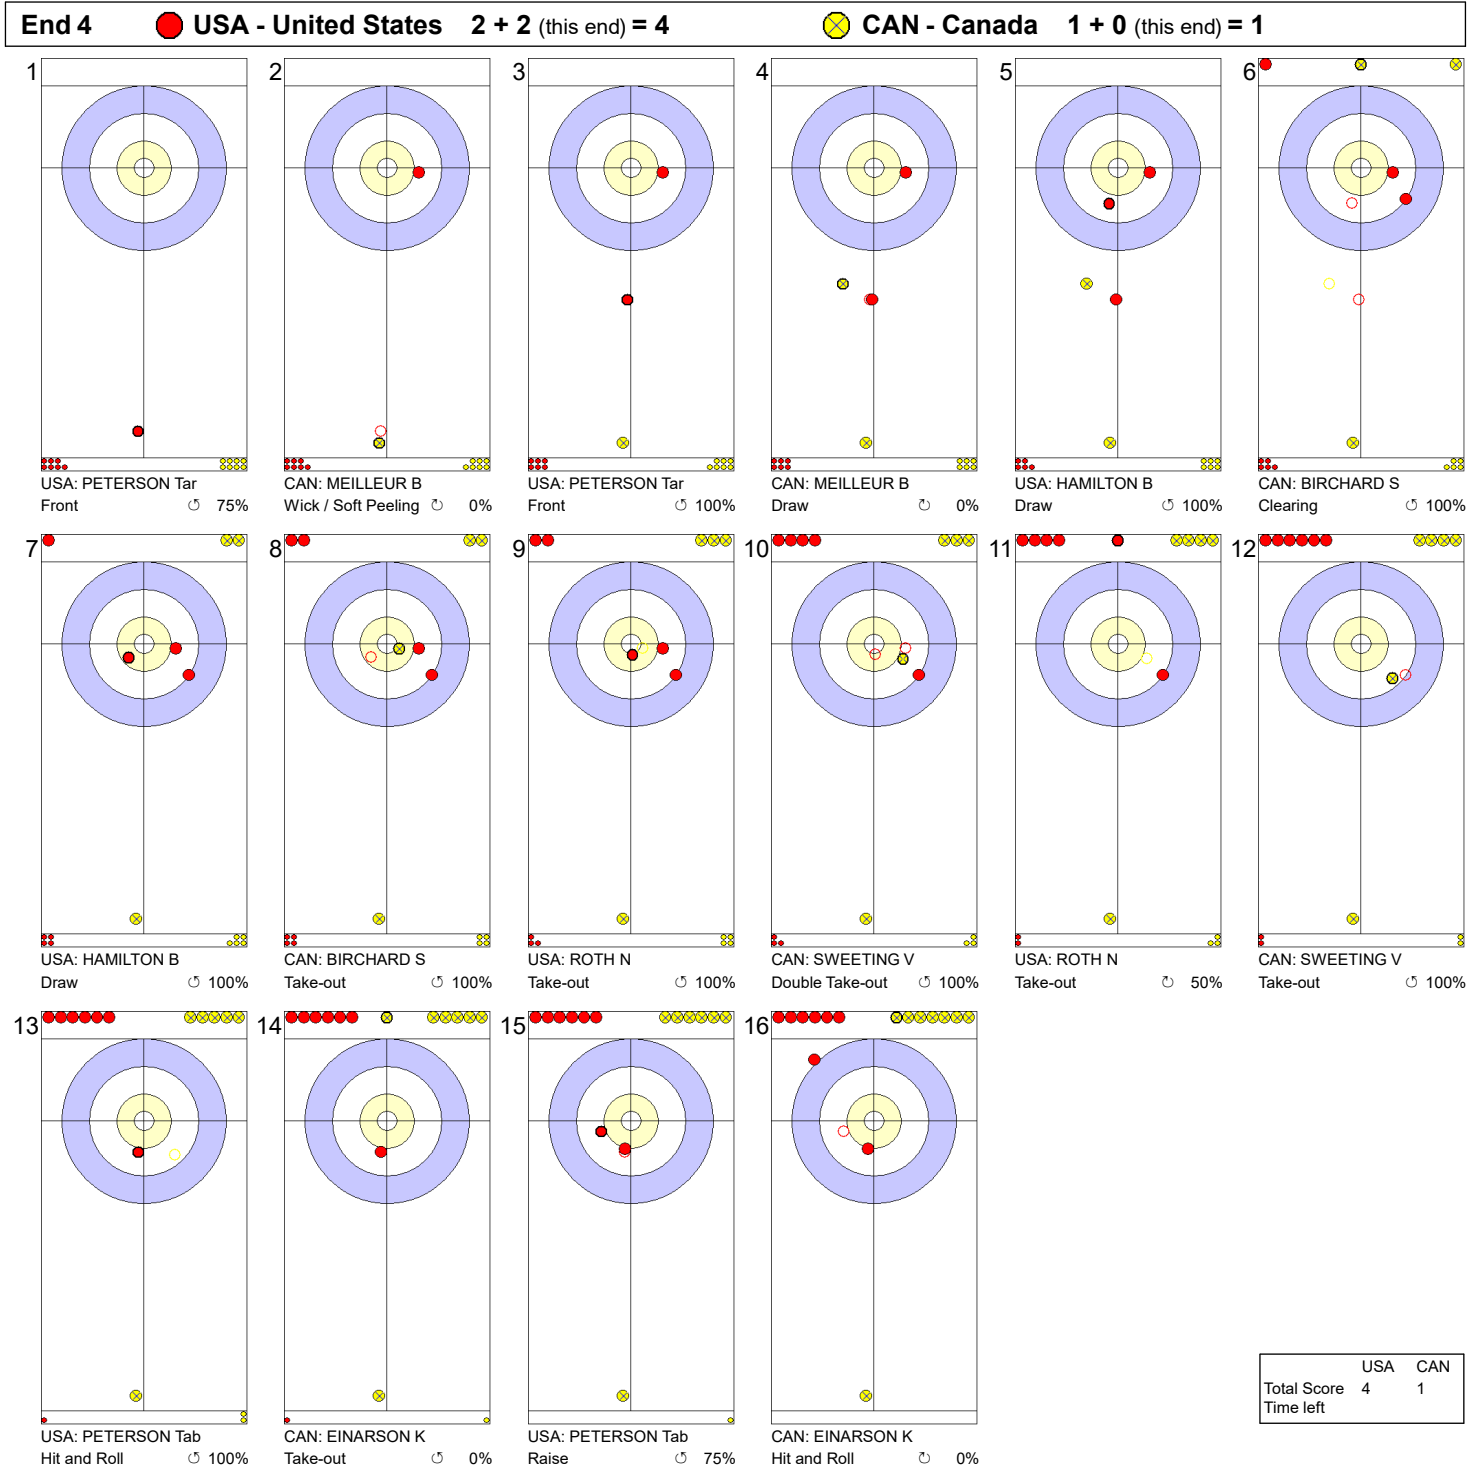 End 4 USA - United States 2 + 2 (this end) = 4 CAN - Canada 1 + 0 (this end) = 1
1 2 3 4 5 6
USA: PETERSON Tar CAN: MEILLEUR B USA: PETERSON Tar CAN: MEILLEUR B USA: HAMILTON B CAN: BIRCHARD S
Front ↺ 75% Wick / Soft Peeling ↻ 0% Front ↺ 100% Draw ↻ 0% Draw ↺ 100% Clearing ↺ 100%
7 8 9 10 11 12
USA: HAMILTON B CAN: BIRCHARD S USA: ROTH N CAN: SWEETING V USA: ROTH N CAN: SWEETING V
Draw ↺ 100% Take-out ↺ 100% Take-out ↺ 100% Double Take-out ↺ 100% Take-out ↻ 50% Take-out ↺ 100%
13 14 15 16
USA: PETERSON Tab CAN: EINARSON K USA: PETERSON Tab CAN: EINARSON K
Hit and Roll ↺ 100% Take-out ↺ 0% Raise ↺ 75% Hit and Roll ↻ 0%
USA CAN
Total Score 4 1
Time left